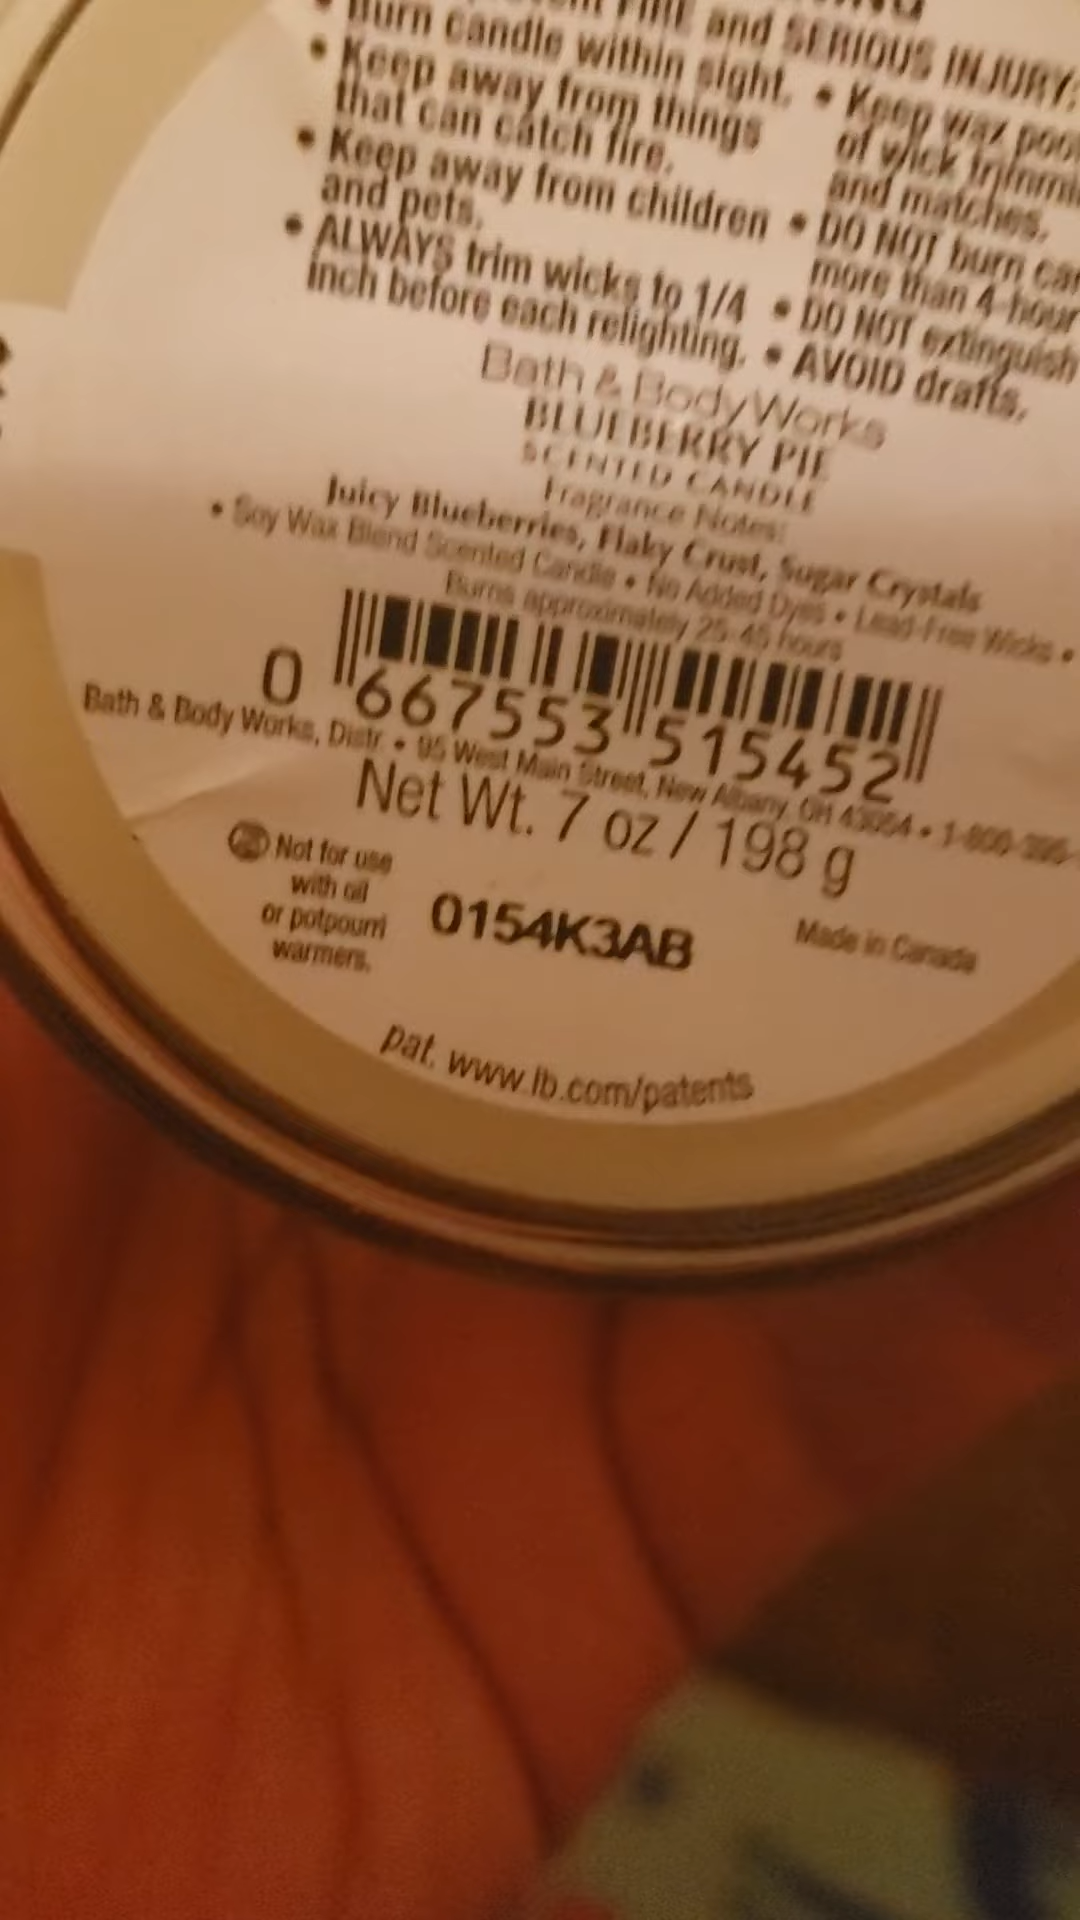 FIRE and SERIOUS INJURY:
Burn candle within sight.
• Keep away from things
that can catch fire.
• Keep away from children
and pets.
• ALWAYS trim wicks to 1/4
inch before each relighting.
• Keep wax
of wick
and matches.
• DO NOT burn
more than 4-hour
• DO NOT extinguish
• AVOID drafts.
Bath & Body Works
BLUEBERRY PIE
SCENTED CANDLE
Fragrance Notes:
Juicy Blueberries, Flaky Crust, Sugar Crystals
• Soy Wax Blend Scented Candle • No Added Dyes • Lead-Free Wicks •
Burns approximately 25-45 hours
0 667553 515452
Bath & Body Works, Distr. • 95 West Main Street, New Albany, OH 43054 • 1-800-395-
Net Wt. 7 oz / 198 g
Not for use
with oil
or potpourri
warmers.
0154K3AB
Made in Canada
pat. www.lb.com/patents